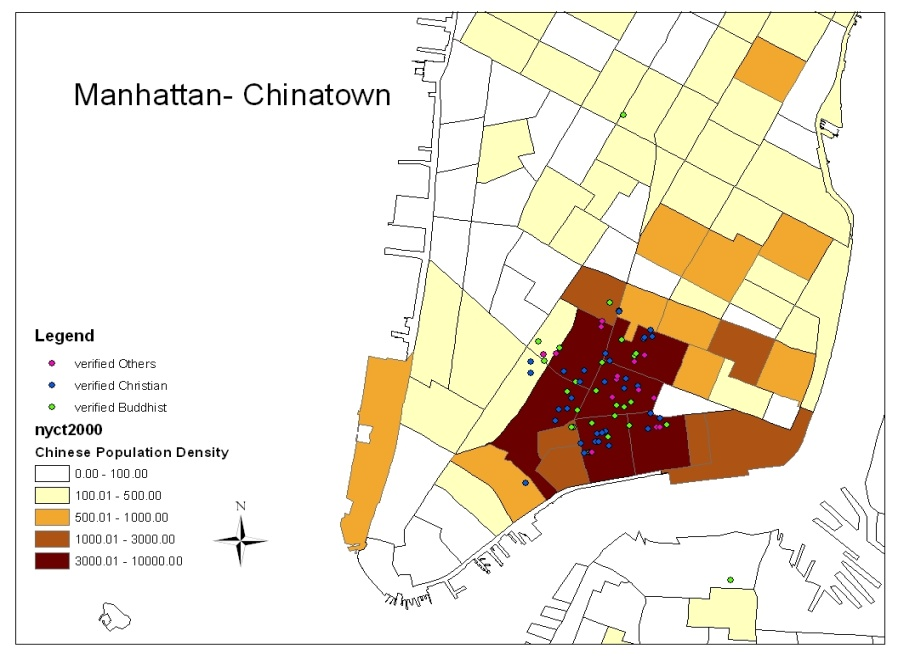 Manhattan- Chinatown
Legend
verified Others
verified Christian
verified Buddhist
nyct2000
Chinese Population Density
0.00 - 100.00
100.01 - 500.00
500.01 - 1000.00
1000.01 - 3000.00
3000.01 - 10000.00
N